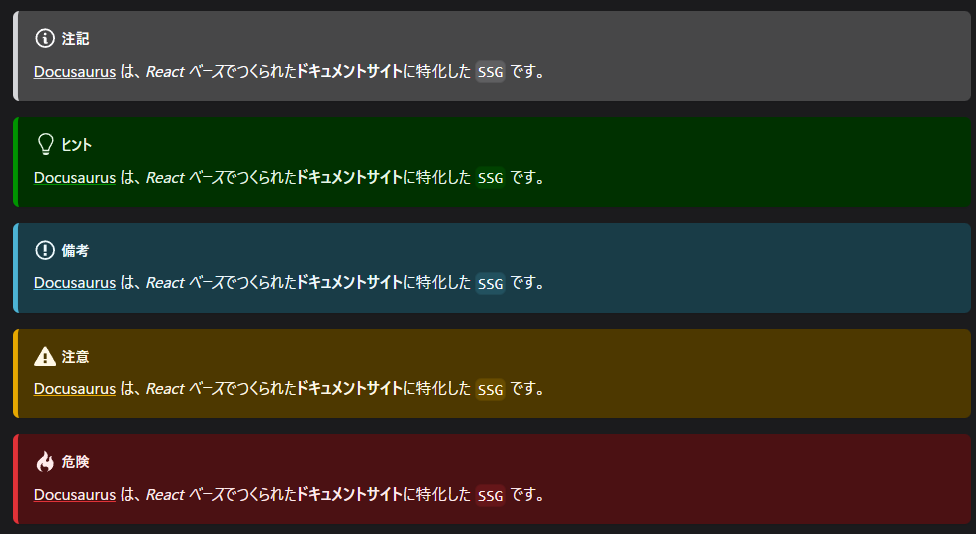 注記
Docusaurus は、React ベースでつくられたドキュメントサイトに特化した SSG です。
ヒント
Docusaurus は、React ベースでつくられたドキュメントサイトに特化した SSG です。
備考
Docusaurus は、React ベースでつくられたドキュメントサイトに特化した SSG です。
注意
Docusaurus は、React ベースでつくられたドキュメントサイトに特化した SSG です。
危険
Docusaurus は、React ベースでつくられたドキュメントサイトに特化した SSG です。